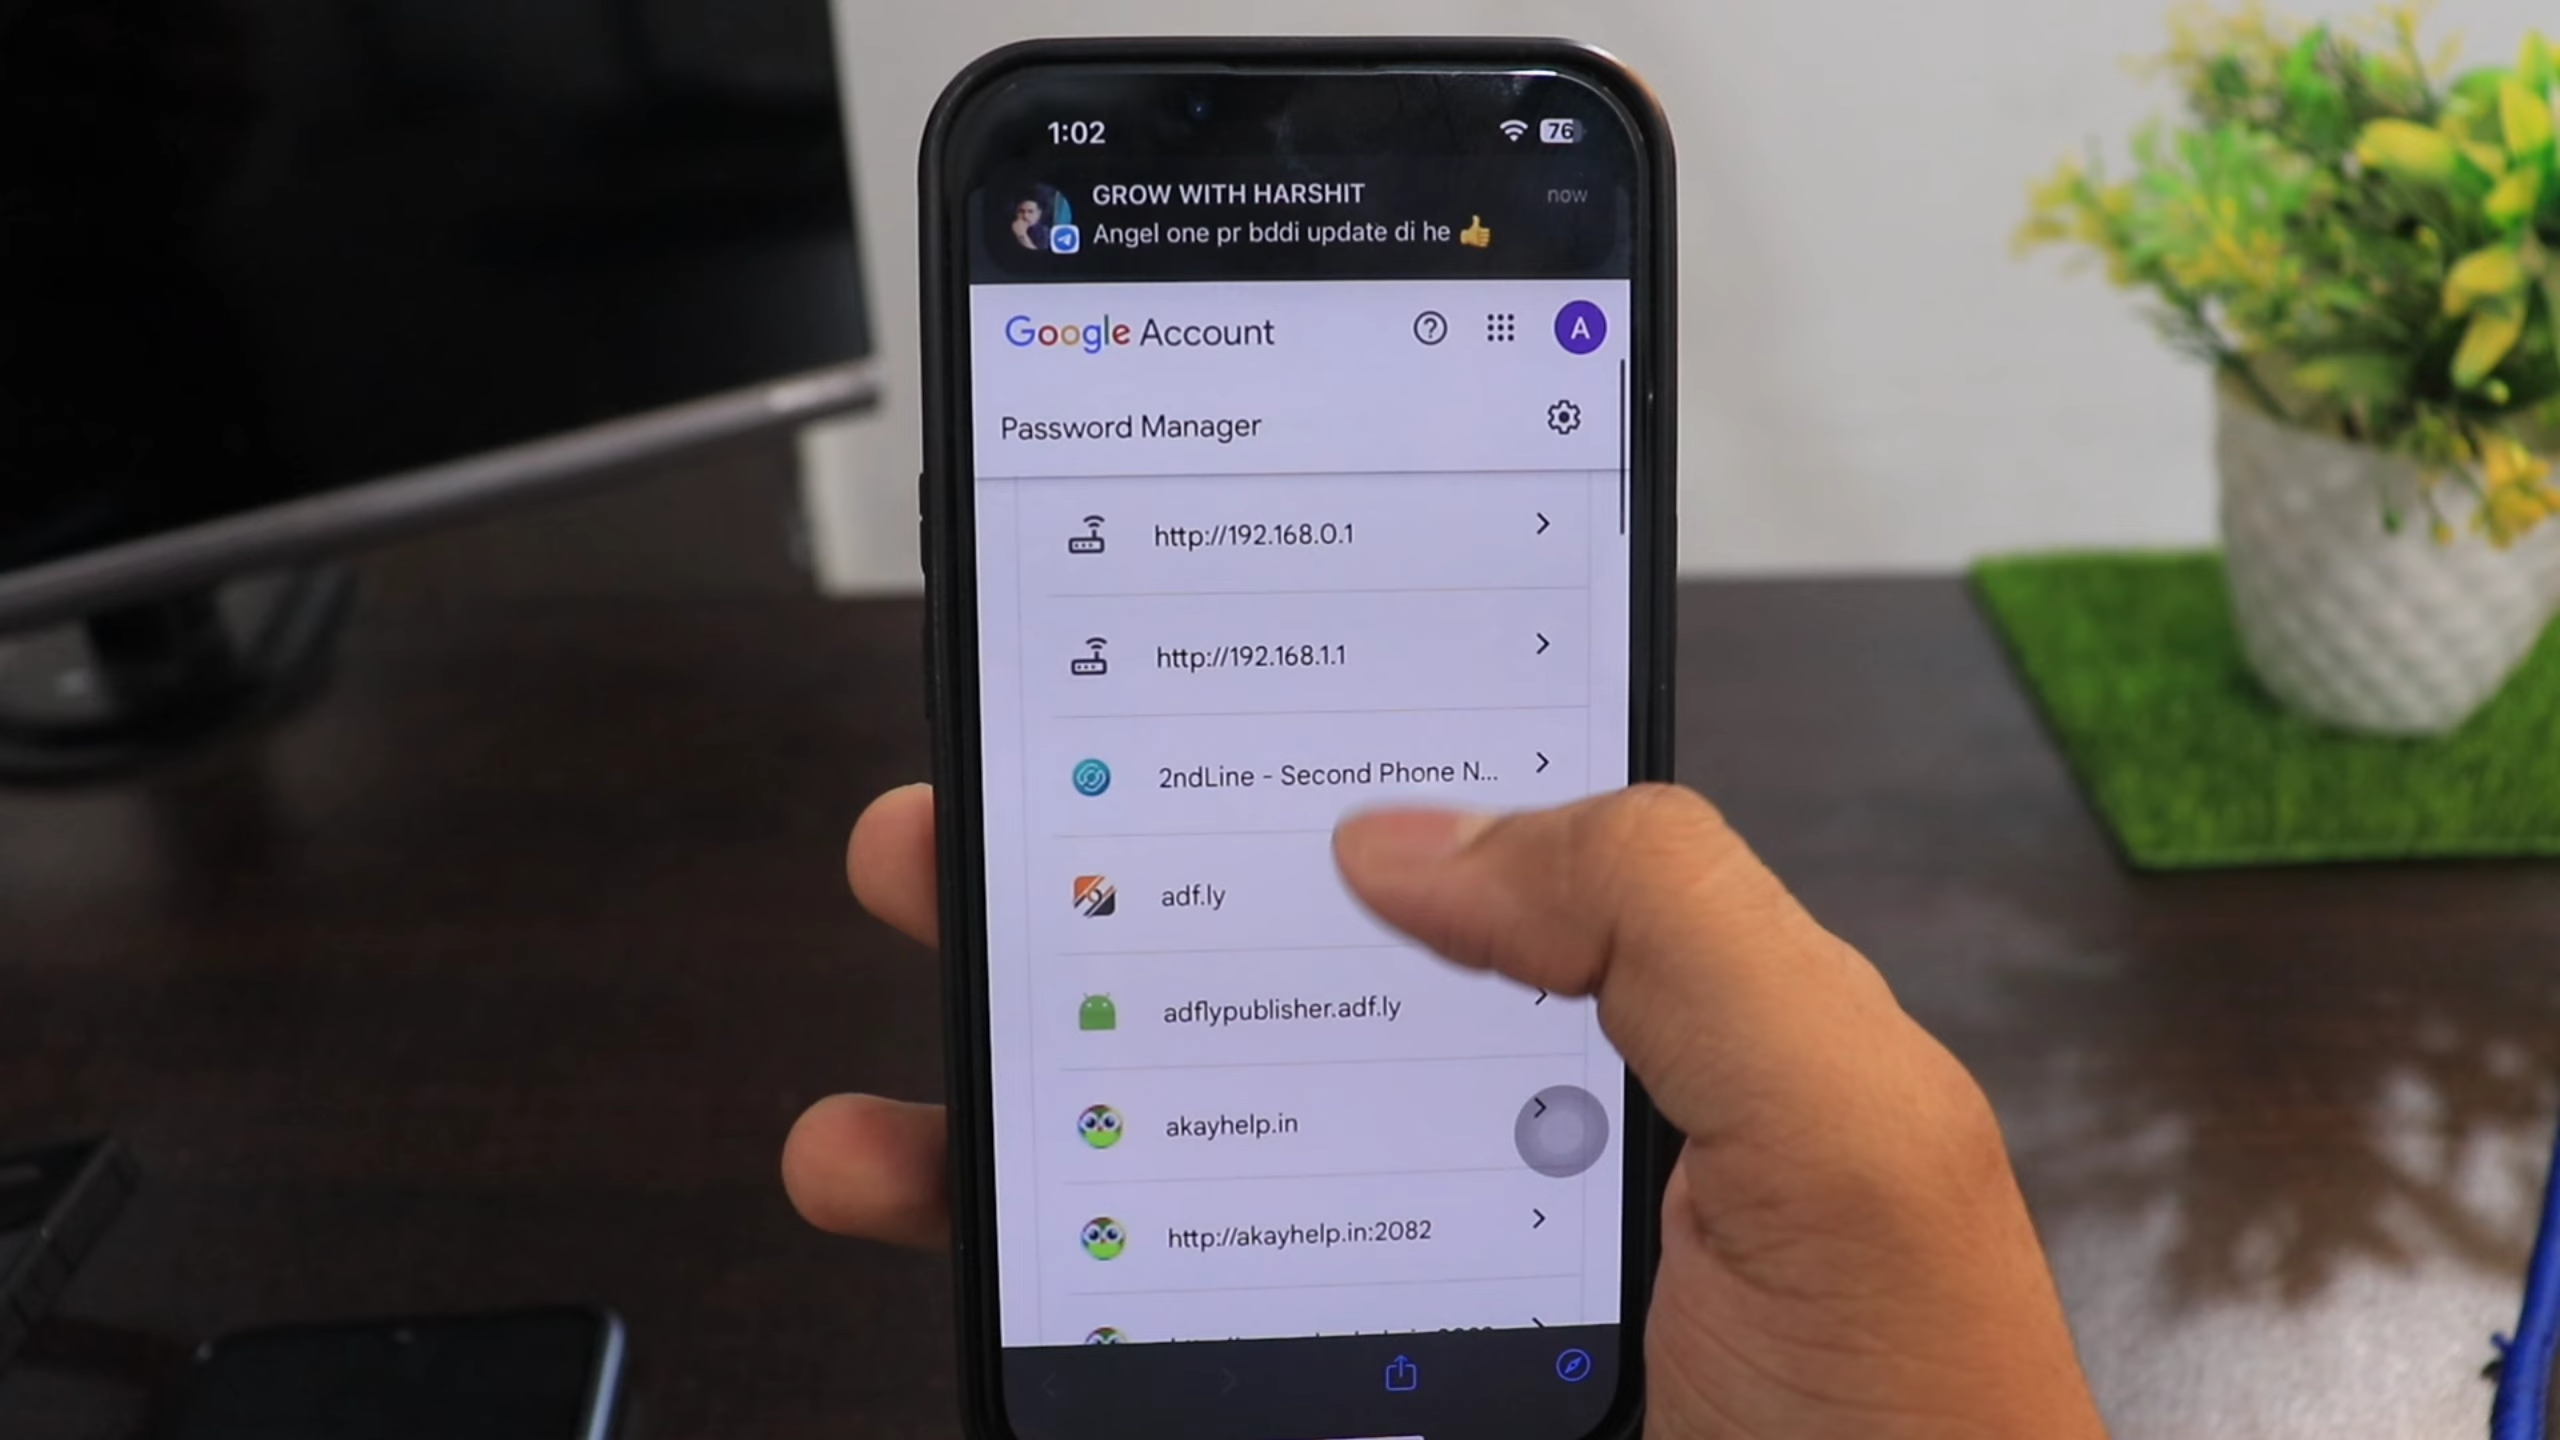 1:02
76
GROW WITH HARSHIT
now
Angel one pr bddi update di he 👍
Google Account
A
Password Manager
http://192.168.0.1
http://192.168.1.1
2ndLine - Second Phone N...
adf.ly
adflypublisher.adf.ly
akayhelp.in
http://akayhelp.in:2082